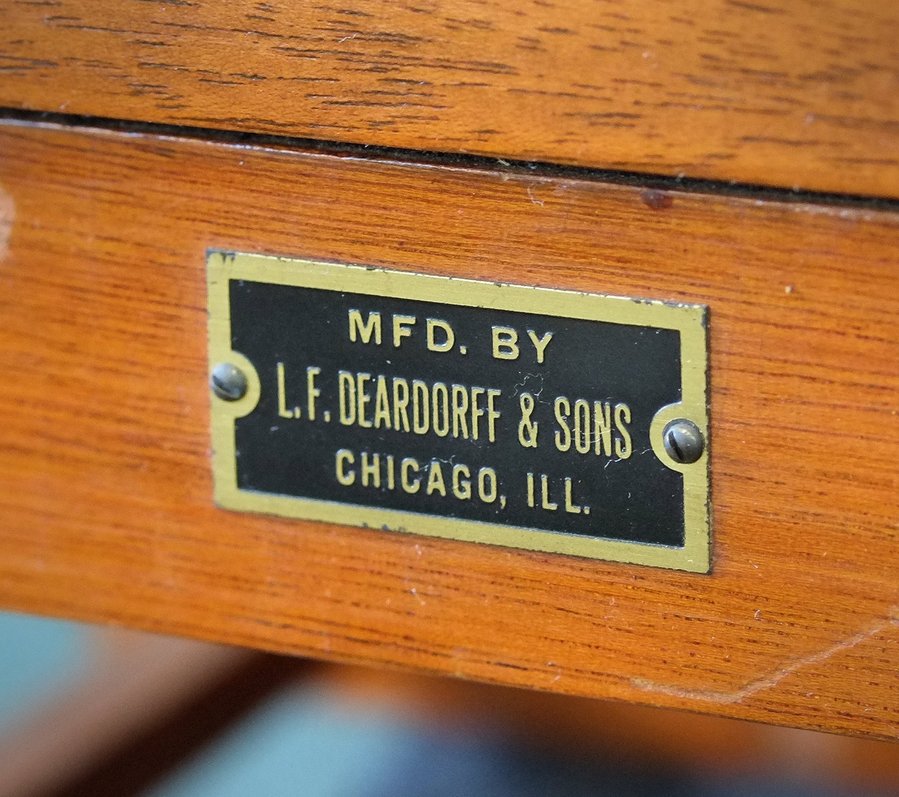 MFD. BY
L.F. DEARDORFF & SONS
CHICAGO, ILL.